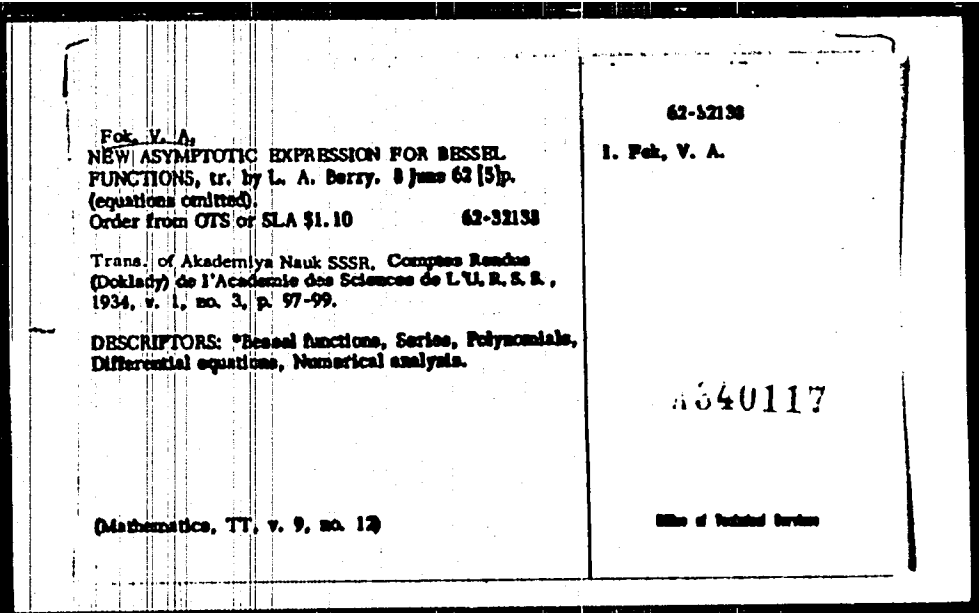 Fok, V. A.
NEW ASYMPTOTIC EXPRESSION FOR BESSEL
FUNCTIONS, tr. by L. A. Berry. 8 June 62 [5]p.
(equations omitted).
Order from OTS or SLA $1.10 62-32138
Trans. of Akademiya Nauk SSSR. Comptes Rendus
(Doklady) de l'Academie des Sciences de L'U. R. S. S.,
1934, v. 1, no. 3, p. 97-99.
DESCRIPTORS: *Bessel functions, Series, Polynomials,
Differential equations, Numerical analysis.
(Mathematics, TT, v. 9, no. 12)
62-32138
I. Fok, V. A.
A340117
Office of Technical Services